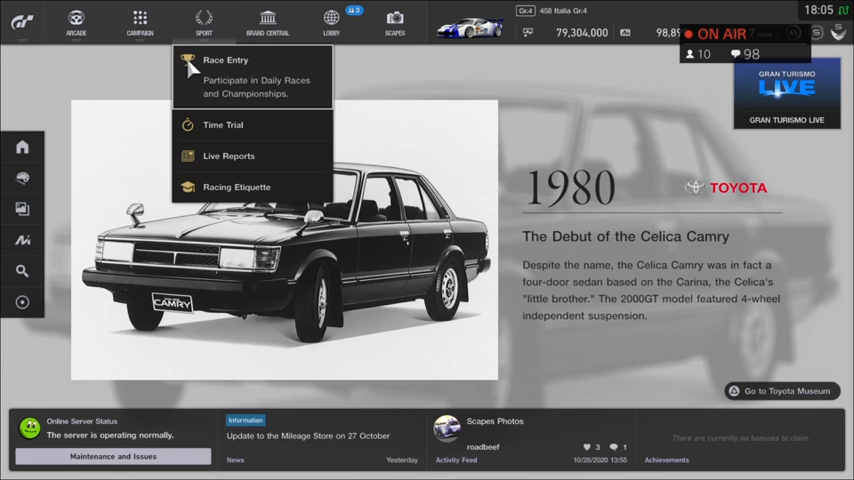 ARCADE
CAMPAIGN
SPORT
BRAND CENTRAL
LOBBY
3
SCAPES
Gr.4 458 Italia Gr.4
79,304,000
18:05
ON AIR
10 98
Race Entry
Participate in Daily Races
and Championships.
Time Trial
Live Reports
Racing Etiquette
GRAN TURISMO
LIVE
GRAN TURISMO LIVE
CAMRY
1980
TOYOTA
The Debut of the Celica Camry
Despite the name, the Celica Camry was in fact a
four-door sedan based on the Carina, the Celica's
"little brother." The 2000GT model featured 4-wheel
independent suspension.
Go to Toyota Museum
Online Server Status
The server is operating normally.
Maintenance and Issues
Information
Update to the Mileage Store on 27 October
News Yesterday
Scapes Photos
roadbeef
3 1
Activity Feed 10/28/2020 13:55
There are currently no bonuses to claim
Achievements